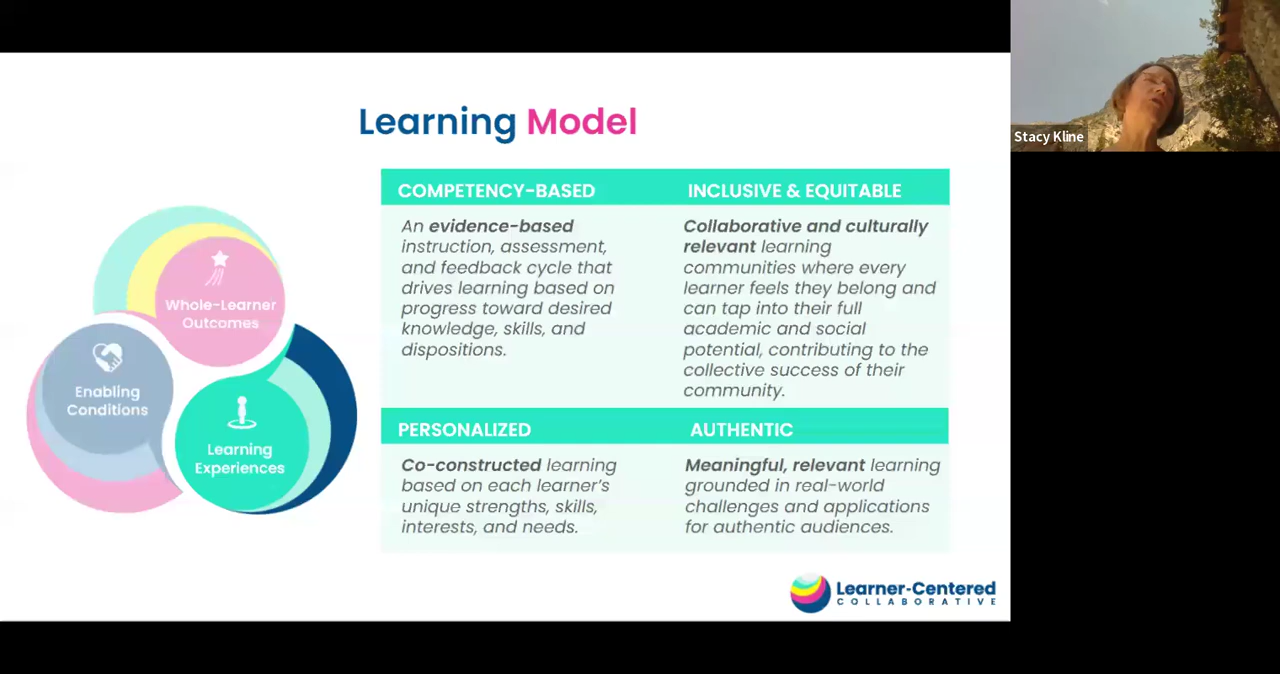 Learning Model
Whole-Learner
Outcomes
Enabling
Conditions
Learning
Experiences
COMPETENCY-BASED
An evidence-based
instruction, assessment,
and feedback cycle that
drives learning based on
progress toward desired
knowledge, skills, and
dispositions.
INCLUSIVE & EQUITABLE
Collaborative and culturally
relevant learning
communities where every
learner feels they belong and
can tap into their full
academic and social
potential, contributing to the
collective success of their
community.
PERSONALIZED
Co-constructed learning
based on each learner's
unique strengths, skills,
interests, and needs.
AUTHENTIC
Meaningful, relevant learning
grounded in real-world
challenges and applications
for authentic audiences.
Learner-Centered
COLLABORATIVE
Stacy Kline